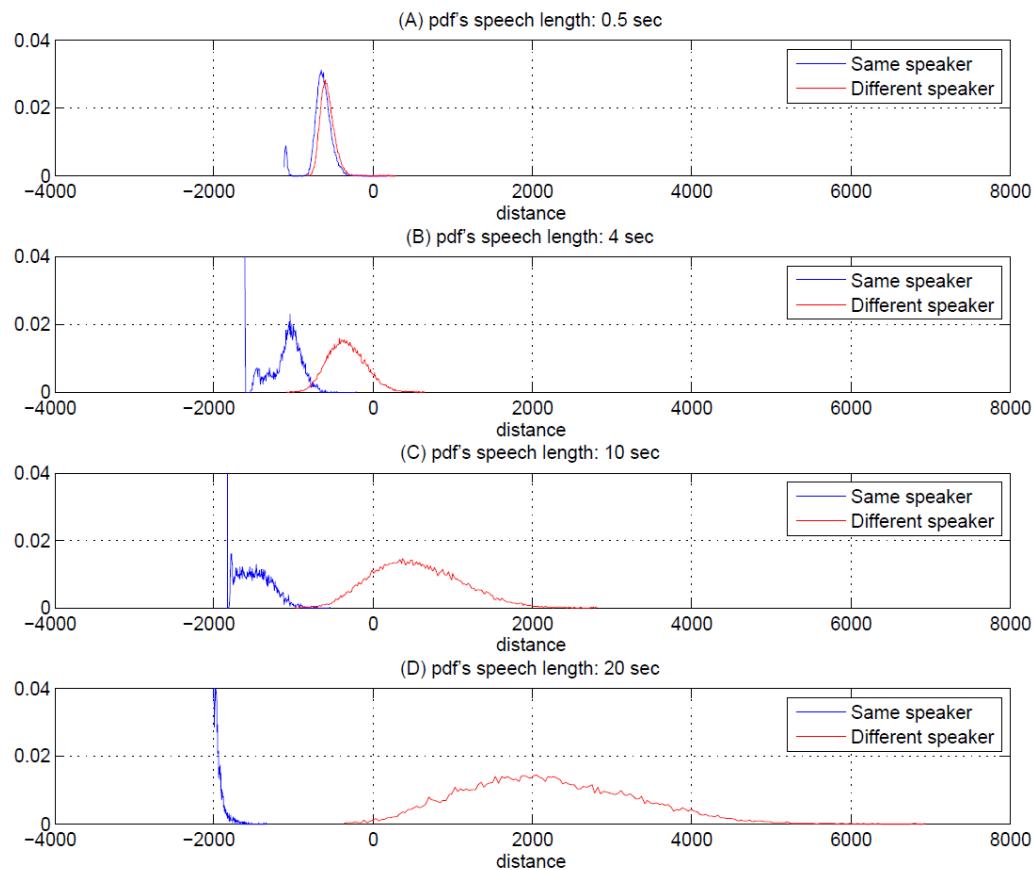 (A) pdf's speech length: 0.5 sec
0.04
0.02
0
Same speaker
Different speaker
−4000 −2000 0 2000 4000 6000 8000
distance
(B) pdf's speech length: 4 sec
0.04
0.02
0
Same speaker
Different speaker
−4000 −2000 0 2000 4000 6000 8000
distance
(C) pdf's speech length: 10 sec
0.04
0.02
0
Same speaker
Different speaker
−4000 −2000 0 2000 4000 6000 8000
distance
(D) pdf's speech length: 20 sec
0.04
0.02
0
Same speaker
Different speaker
−4000 −2000 0 2000 4000 6000 8000
distance